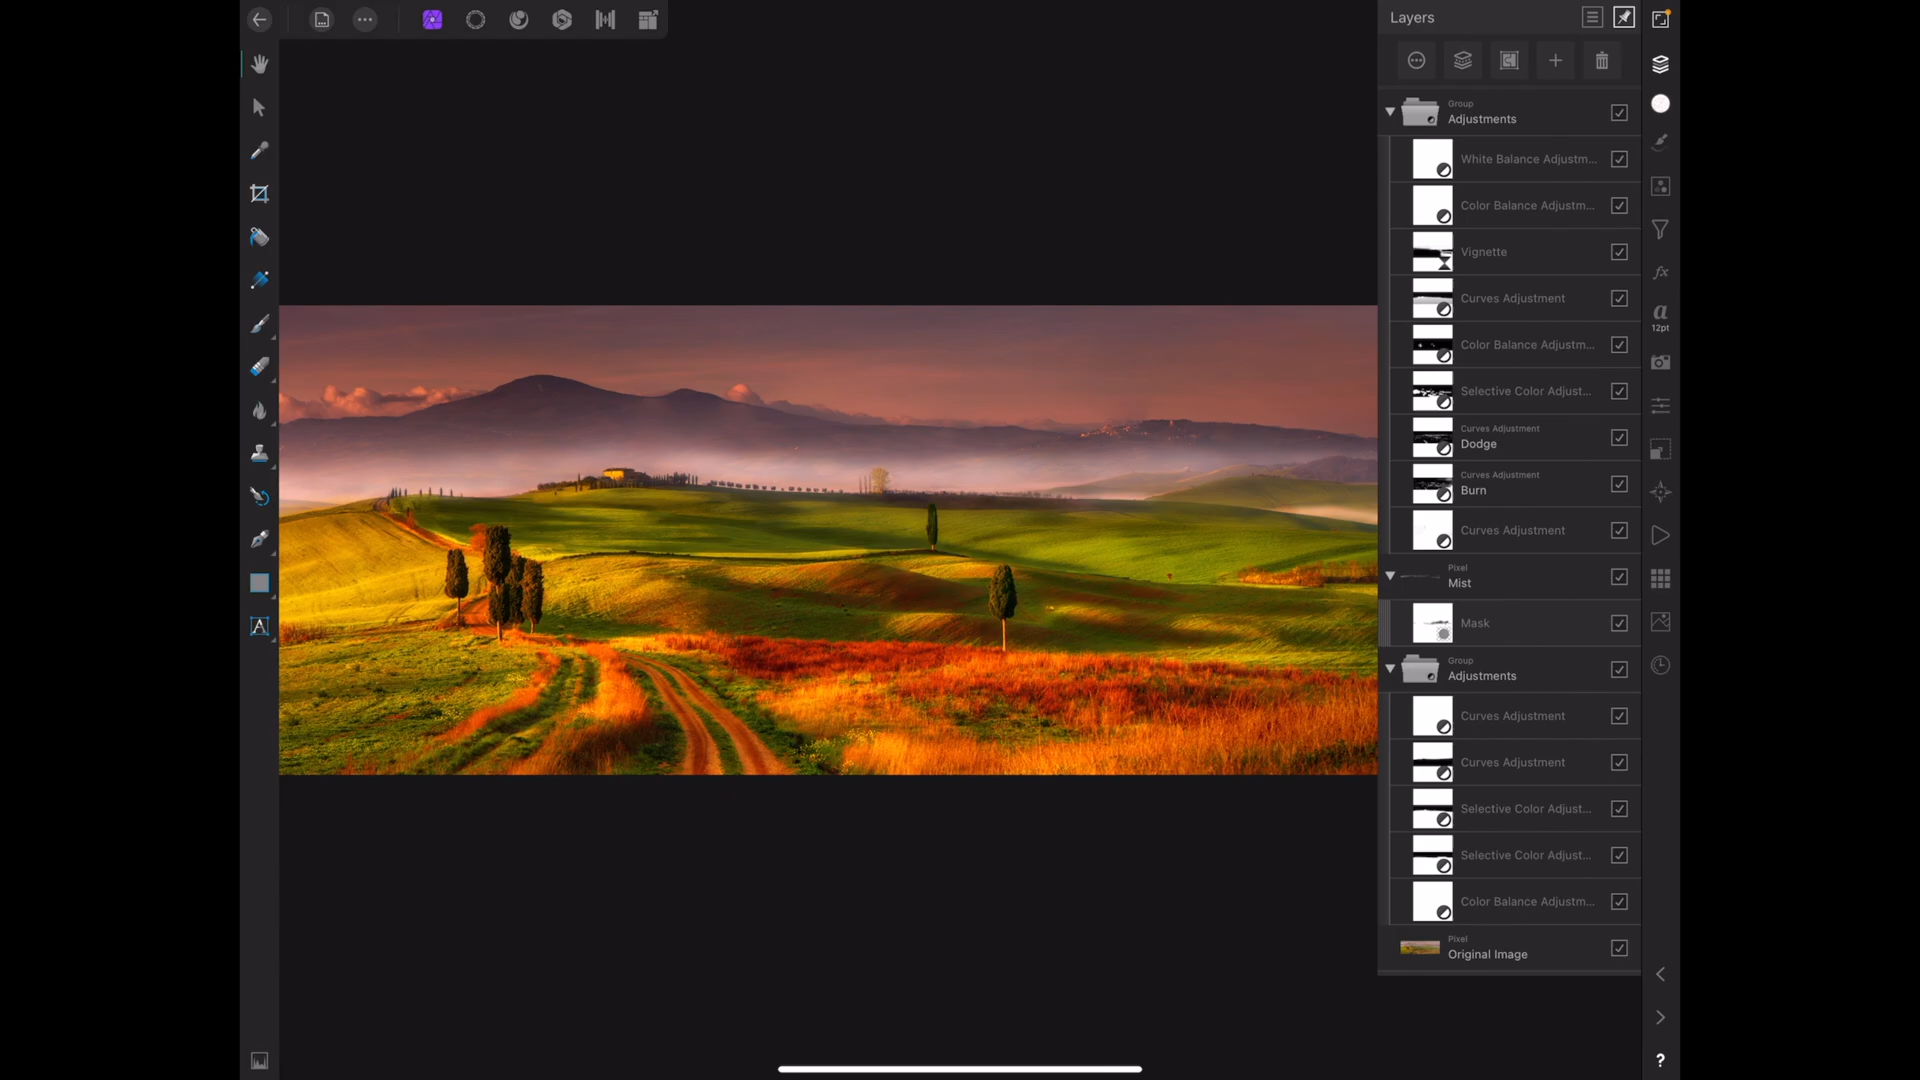 Layers
Group
Adjustments
White Balance Adjustm...
Color Balance Adjustm...
Vignette
Curves Adjustment
Color Balance Adjustm...
Selective Color Adjust...
Curves Adjustment
Dodge
Curves Adjustment
Burn
Curves Adjustment
Pixel
Mist
Mask
Group
Adjustments
Curves Adjustment
Curves Adjustment
Selective Color Adjust...
Selective Color Adjust...
Color Balance Adjustm...
Pixel
Original Image
fx
a
12pt
?
A